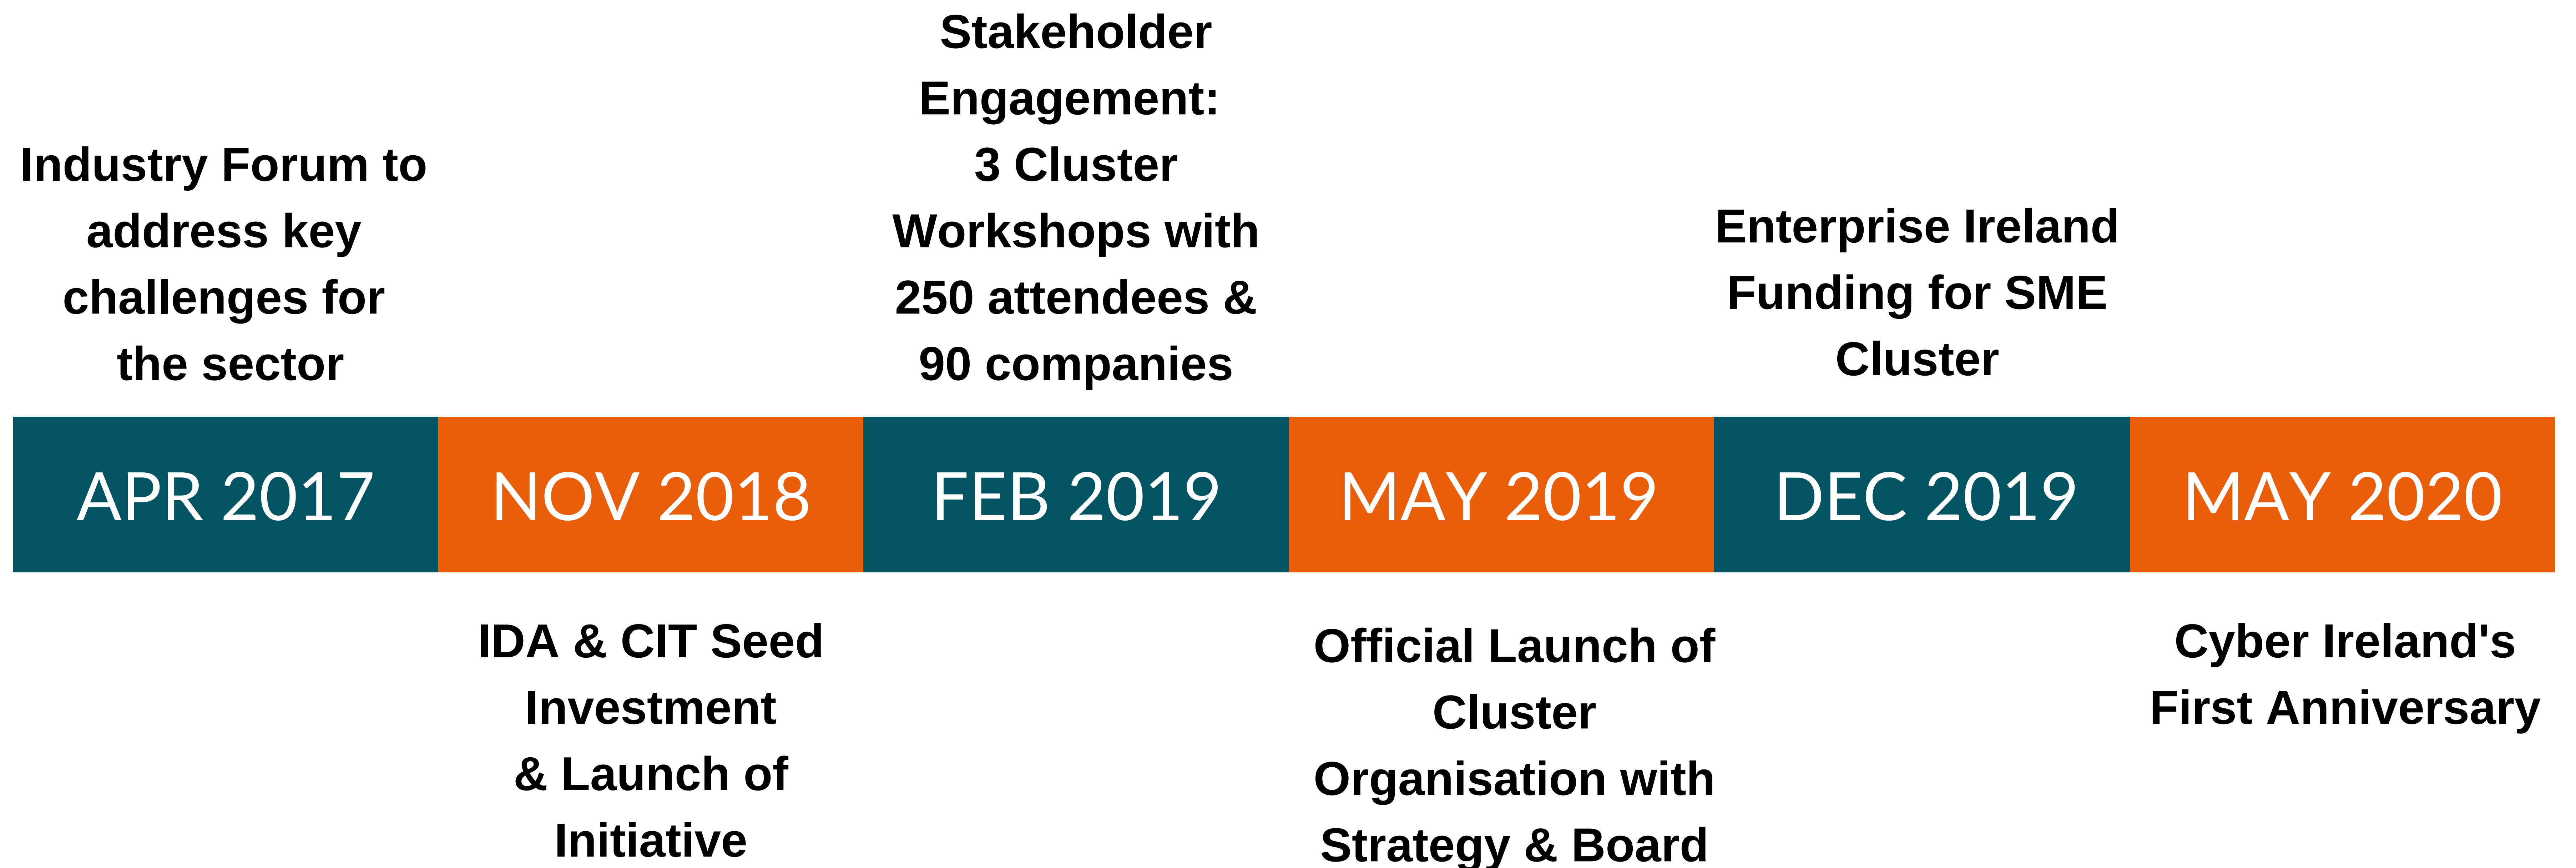 Industry Forum to
address key
challenges for
the sector
Stakeholder
Engagement:
3 Cluster
Workshops with
250 attendees &
90 companies
Enterprise Ireland
Funding for SME
Cluster
APR 2017
NOV 2018
FEB 2019
MAY 2019
DEC 2019
MAY 2020
IDA & CIT Seed
Investment
& Launch of
Initiative
Official Launch of
Cluster
Organisation with
Strategy & Board
Cyber Ireland's
First Anniversary